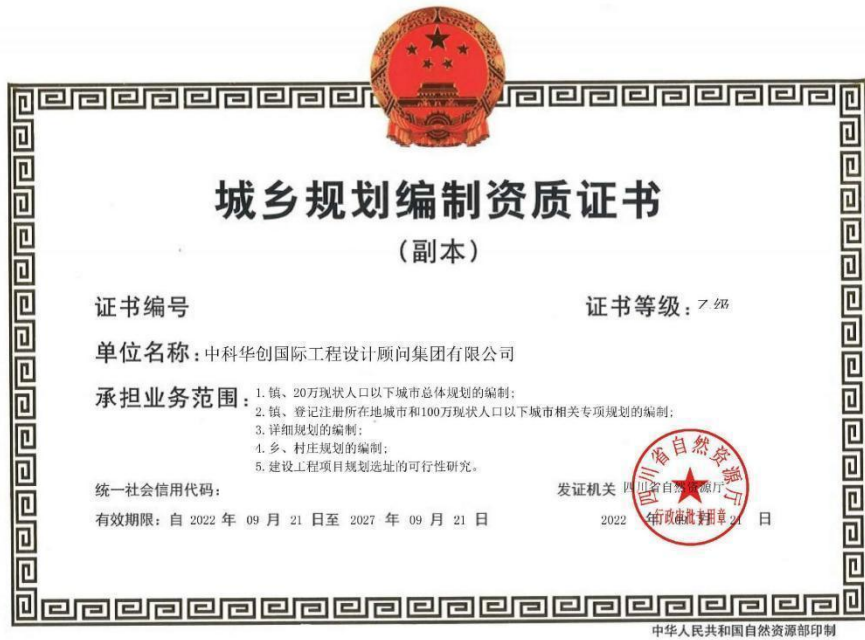 城乡规划编制资质证书
（副本）
证书编号
证书等级：乙级
单位名称：中科华创国际工程设计顾问集团有限公司
承担业务范围：
1.镇、20万现状人口以下城市总体规划的编制；
2.镇、登记注册所在地城市和100万现状人口以下城市相关专项规划的编制；
3.详细规划的编制；
4.乡、村庄规划的编制；
5.建设工程项目规划选址的可行性研究。
统一社会信用代码：
发证机关 四川省自然资源厅
有效期限：自 2022 年 09 月 21 日至 2027 年 09 月 21 日
2022 年 09 月 21 日
四川省自然资源厅
行政审批专用章
中华人民共和国自然资源部印制